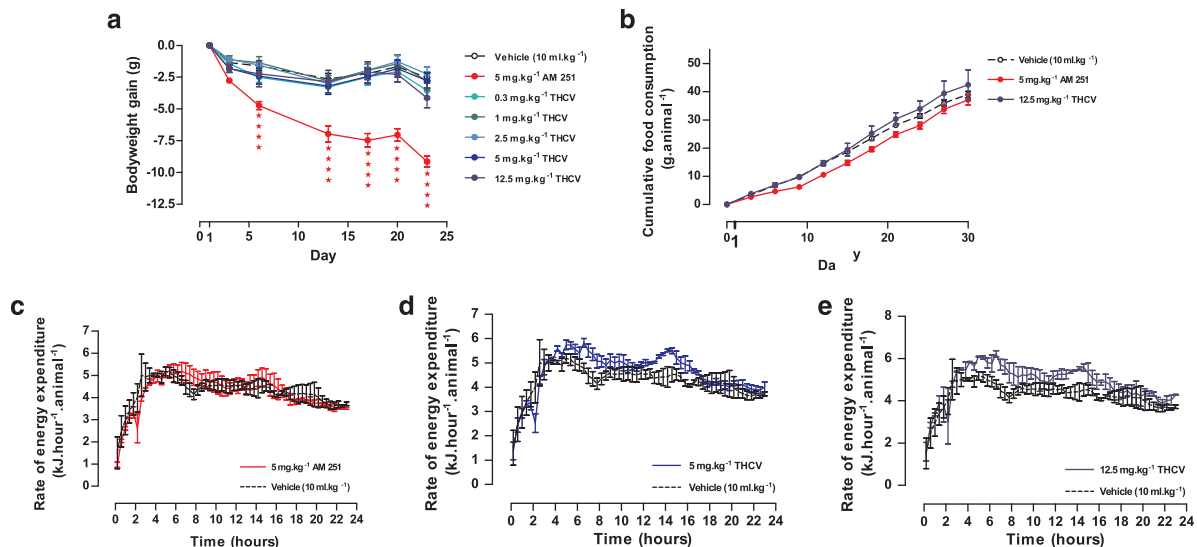 a
Bodyweight gain (g)
0.0
-2.5
-5.0
-7.5
-10.0
-12.5
0 1 5 10 15 20 25
Day
Vehicle (10 ml.kg⁻¹)
5 mg.kg⁻¹ AM 251
0.3 mg.kg⁻¹ THCV
1 mg.kg⁻¹ THCV
2.5 mg.kg⁻¹ THCV
5 mg.kg⁻¹ THCV
12.5 mg.kg⁻¹ THCV
b
Cumulative food consumption
(g.animal⁻¹)
50
40
30
20
10
0
0 1 10 20 30
Da y
Vehicle (10 ml.kg⁻¹)
5 mg.kg⁻¹ AM 251
12.5 mg.kg⁻¹ THCV
c
Rate of energy expenditure
(kJ.hour⁻¹.animal⁻¹)
7
6
5
4
3
2
1
0 2 4 6 8 10 12 14 16 18 20 22 24
Time (hours)
5 mg.kg⁻¹ AM 251
Vehicle (10 ml.kg⁻¹)
d
Rate of energy expenditure
(kJ.hour⁻¹.animal⁻¹)
7
6
5
4
3
2
1
0
0 2 4 6 8 10 12 14 16 18 20 22 24
Time (hours)
5 mg.kg⁻¹ THCV
Vehicle (10 ml.kg⁻¹)
e
Rate of energy expenditure
(kJ.hour⁻¹.animal⁻¹)
8
6
4
2
0
0 2 4 6 8 10 12 14 16 18 20 22 24
Time (hours)
12.5 mg.kg⁻¹ THCV
Vehicle (10 ml.kg⁻¹)